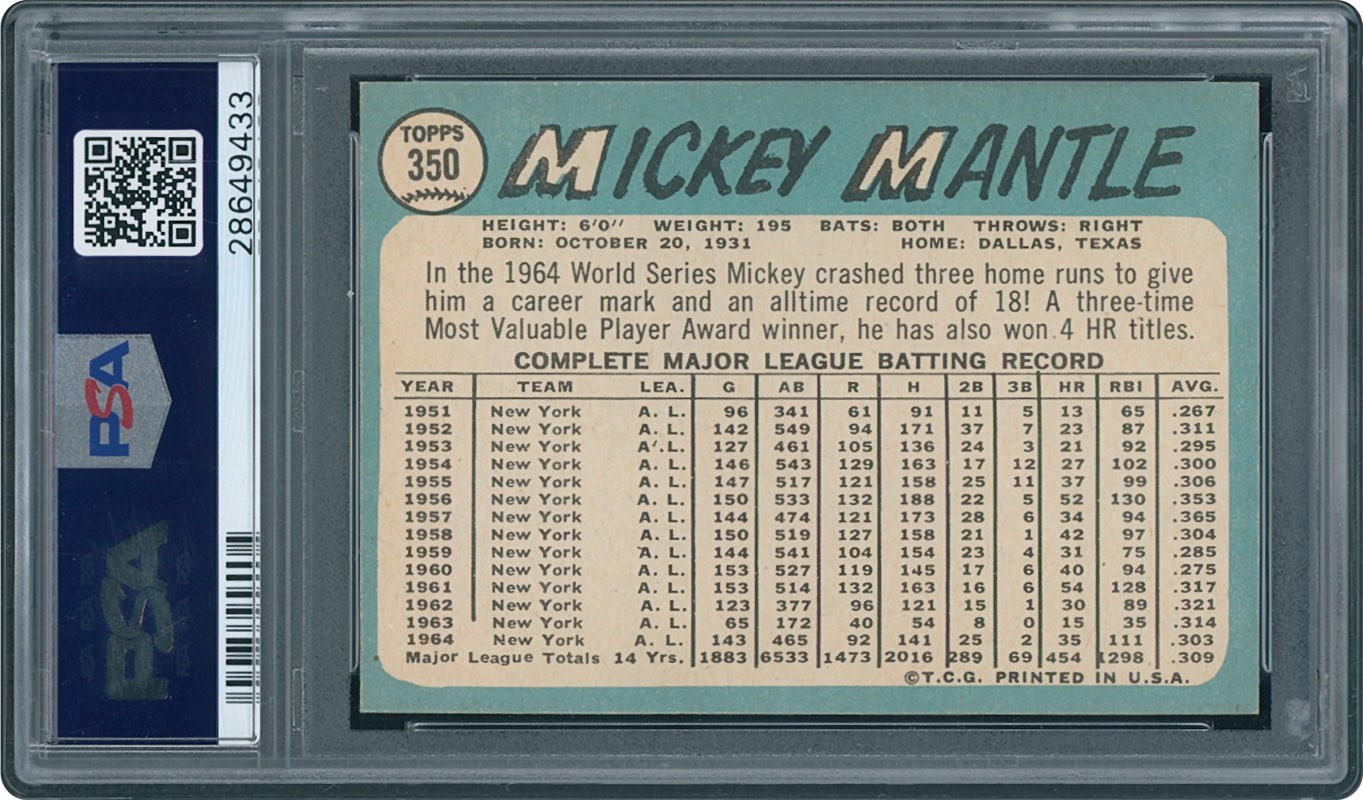 28649433
PSA
PSA
TOPPS
350
MICKEY MANTLE
HEIGHT: 6'0" WEIGHT: 195 BATS: BOTH THROWS: RIGHT
BORN: OCTOBER 20, 1931 HOME: DALLAS, TEXAS
In the 1964 World Series Mickey crashed three home runs to give
him a career mark and an alltime record of 18! A three-time
Most Valuable Player Award winner, he has also won 4 HR titles.
COMPLETE MAJOR LEAGUE BATTING RECORD
YEAR TEAM LEA. G AB R H 2B 3B HR RBI AVG.
1951 New York A. L. 96 341 61 91 11 5 13 65 .267
1952 New York A. L. 142 549 94 171 37 7 23 87 .311
1953 New York A. L. 127 461 105 136 24 3 21 92 .295
1954 New York A. L. 146 543 129 163 17 12 27 102 .300
1955 New York A. L. 147 517 121 158 25 11 37 99 .306
1956 New York A. L. 150 533 132 188 22 5 52 130 .353
1957 New York A. L. 144 474 121 173 28 6 34 94 .365
1958 New York A. L. 150 519 127 158 21 1 42 97 .304
1959 New York A. L. 144 541 104 154 23 4 31 75 .285
1960 New York A. L. 153 527 119 145 17 6 40 94 .275
1961 New York A. L. 153 514 132 163 16 6 54 128 .317
1962 New York A. L. 123 377 96 121 15 1 30 89 .321
1963 New York A. L. 65 172 40 54 8 0 15 35 .314
1964 New York A. L. 143 465 92 141 25 2 35 111 .303
Major League Totals 14 Yrs. 1883 6533 1473 2016 289 69 454 1298 .309
©T.C.G. PRINTED IN U.S.A.